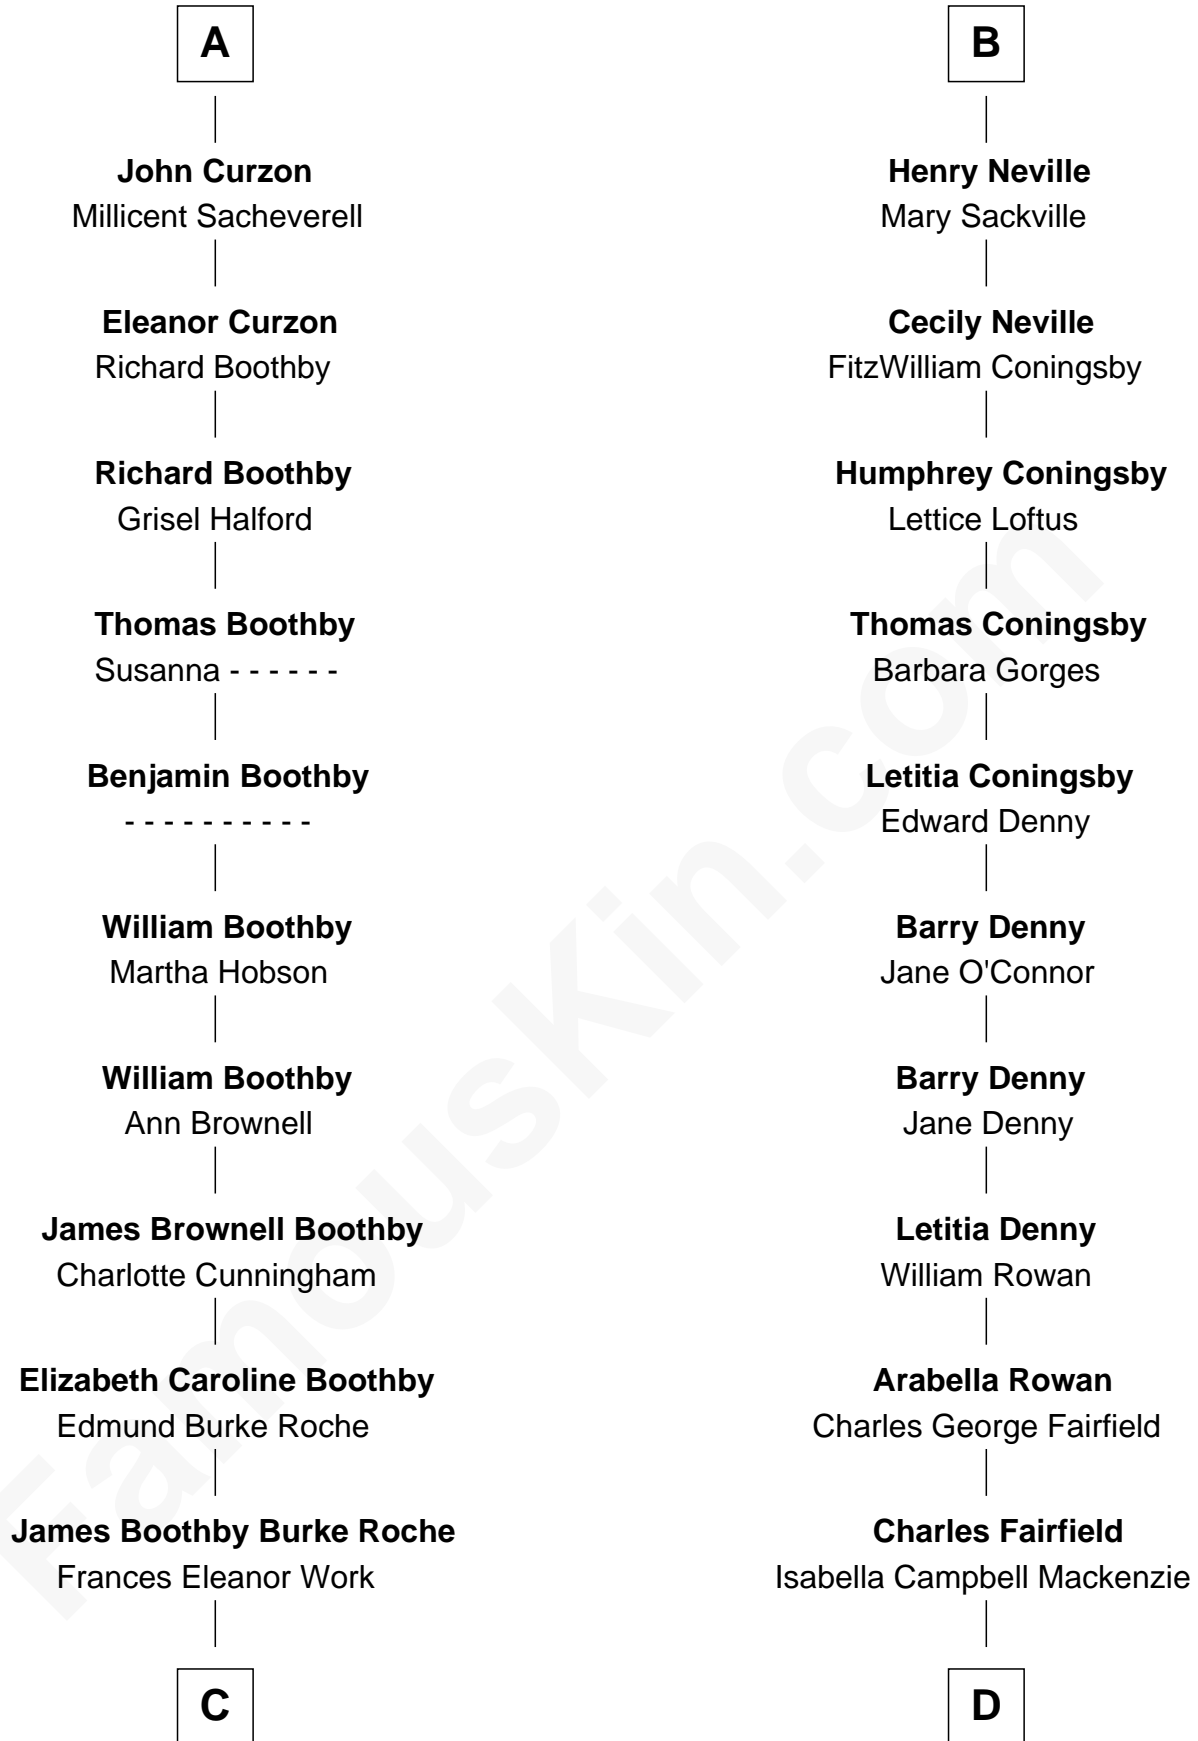 A
John Curzon
Millicent Sacheverell
Eleanor Curzon
Richard Boothby
Richard Boothby
Grisel Halford
Thomas Boothby
Susanna - - - - - -
Benjamin Boothby
- - - - - - - - - -
William Boothby
Martha Hobson
William Boothby
Ann Brownell
James Brownell Boothby
Charlotte Cunningham
Elizabeth Caroline Boothby
Edmund Burke Roche
James Boothby Burke Roche
Frances Eleanor Work
C
B
Henry Neville
Mary Sackville
Cecily Neville
FitzWilliam Coningsby
Humphrey Coningsby
Lettice Loftus
Thomas Coningsby
Barbara Gorges
Letitia Coningsby
Edward Denny
Barry Denny
Jane O'Connor
Barry Denny
Jane Denny
Letitia Denny
William Rowan
Arabella Rowan
Charles George Fairfield
Charles Fairfield
Isabella Campbell Mackenzie
D
FamousKin.com